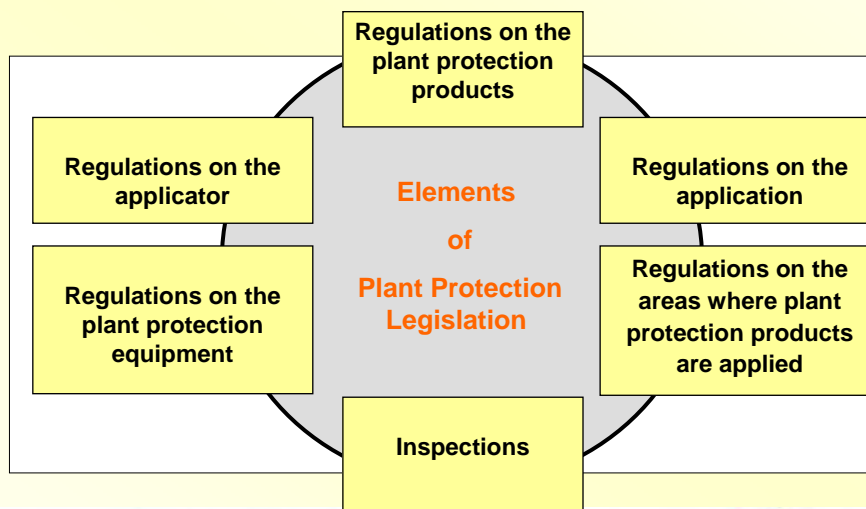 Regulations on the
plant protection
products
Regulations on the
applicator
Regulations on the
application
Elements
of
Plant Protection
Legislation
Regulations on the
plant protection
equipment
Regulations on the
areas where plant
protection products
are applied
Inspections